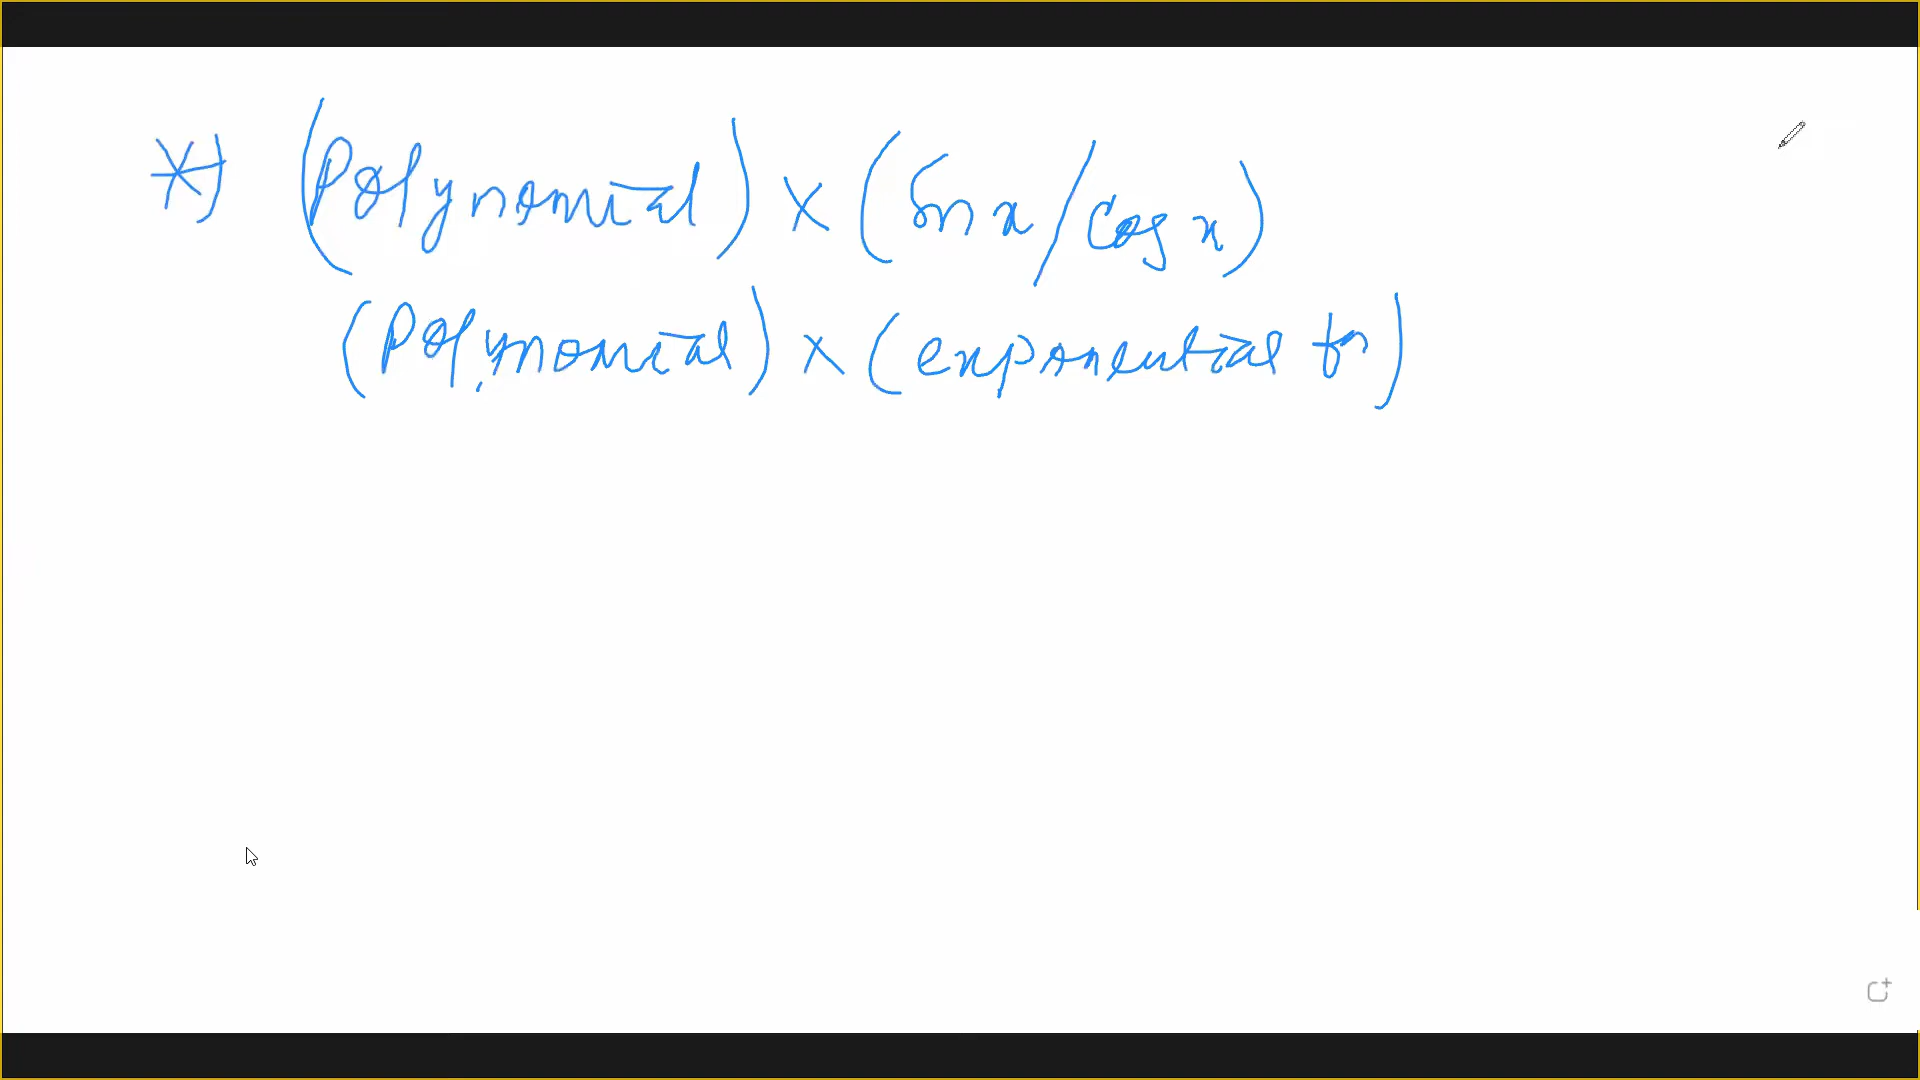 *) (Polynomial) × (Sin x / Cos x)
(Polynomial) × (exponential fn)